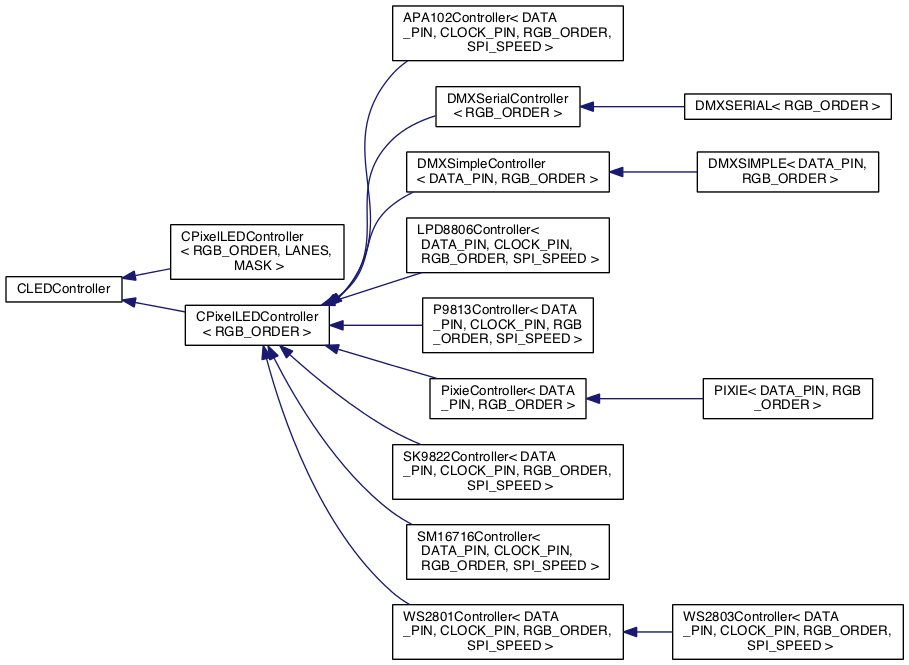 APA102Controller< DATA
_PIN, CLOCK_PIN, RGB_ORDER,
SPI_SPEED >
DMXSerialController
< RGB_ORDER >
DMXSERIAL< RGB_ORDER >
DMXSimpleController
< DATA_PIN, RGB_ORDER >
DMXSIMPLE< DATA_PIN,
RGB_ORDER >
LPD8806Controller<
DATA_PIN, CLOCK_PIN,
RGB_ORDER, SPI_SPEED >
CPixelLEDController
< RGB_ORDER, LANES,
MASK >
CLEDController
CPixelLEDController
< RGB_ORDER >
P9813Controller< DATA
_PIN, CLOCK_PIN, RGB
_ORDER, SPI_SPEED >
PixieController< DATA
_PIN, RGB_ORDER >
PIXIE< DATA_PIN, RGB
_ORDER >
SK9822Controller< DATA
_PIN, CLOCK_PIN, RGB_ORDER,
SPI_SPEED >
SM16716Controller<
DATA_PIN, CLOCK_PIN,
RGB_ORDER, SPI_SPEED >
WS2801Controller< DATA
_PIN, CLOCK_PIN, RGB_ORDER,
SPI_SPEED >
WS2803Controller< DATA
_PIN, CLOCK_PIN, RGB_ORDER,
SPI_SPEED >